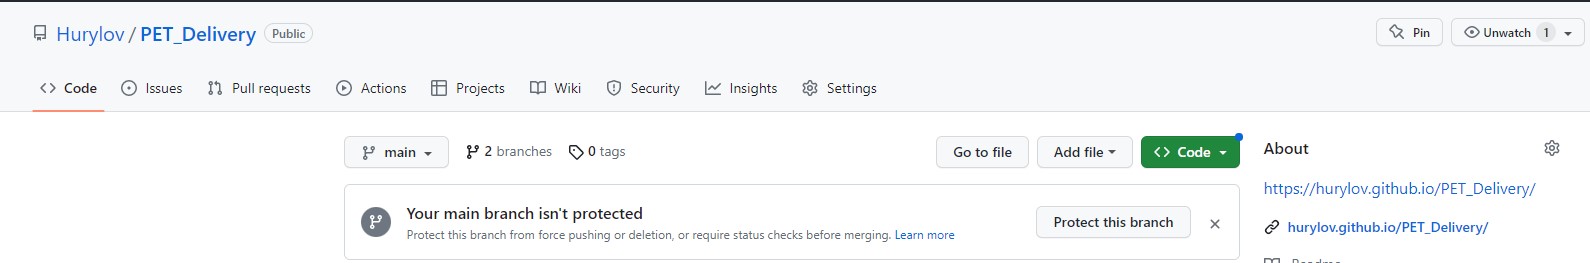 Hurylov / PET_Delivery Public
Pin Unwatch 1
Code Issues Pull requests Actions Projects Wiki Security Insights Settings
main 2 branches 0 tags Go to file Add file Code
About
https://hurylov.github.io/PET_Delivery/
Your main branch isn't protected
Protect this branch from force pushing or deletion, or require status checks before merging. Learn more
Protect this branch
hurylov.github.io/PET_Delivery/
Readme